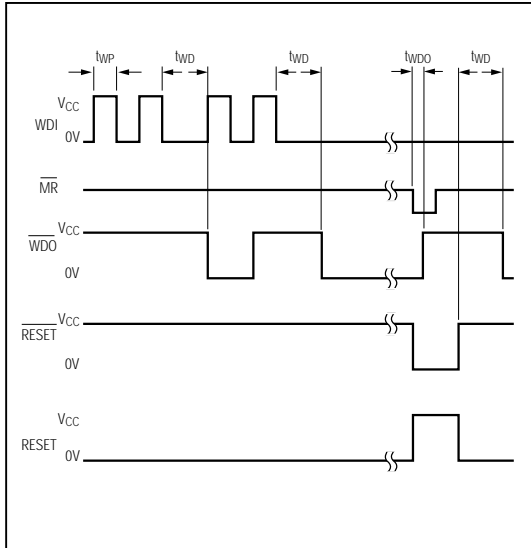 tWP tWD tWD tWDO tWD
VCC
WDI
0V
MR
VCC
WDO
0V
VCC
RESET
0V
VCC
RESET
0V